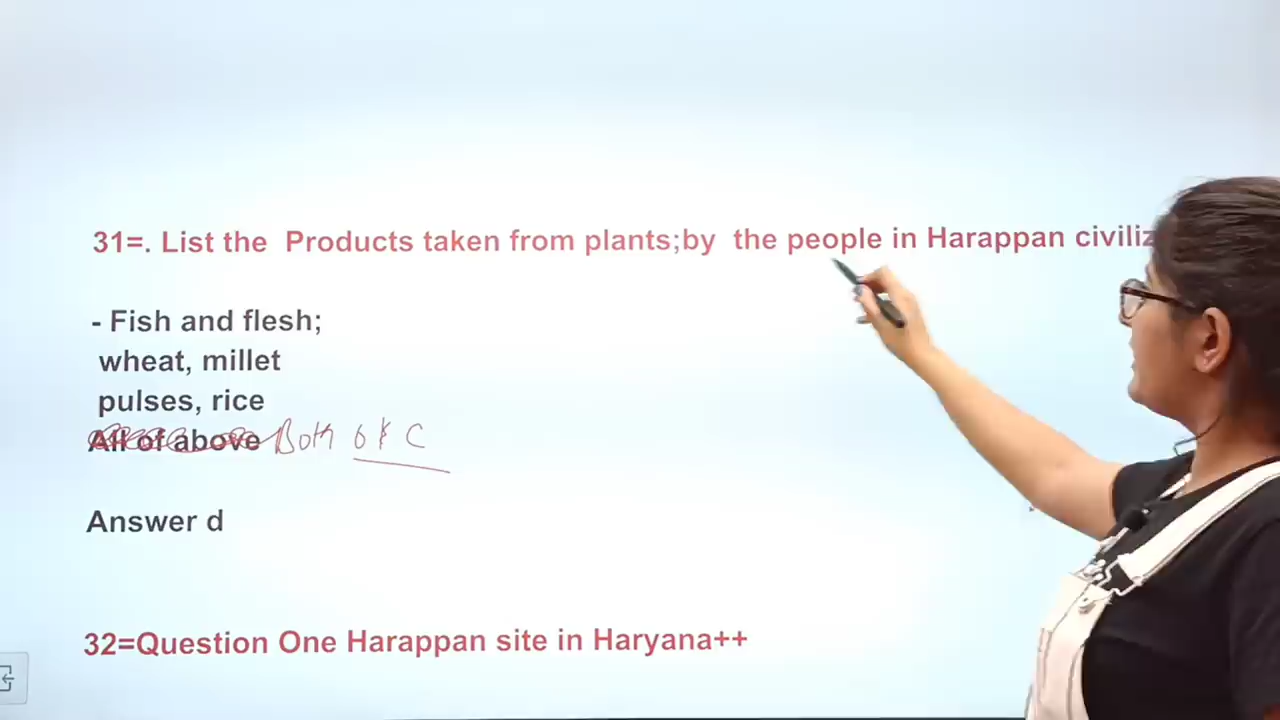 31=. List the Products taken from plants;by the people in Harappan civiliz
- Fish and flesh;
wheat, millet
pulses, rice
All of above Both b & C
Answer d
32=Question One Harappan site in Haryana++